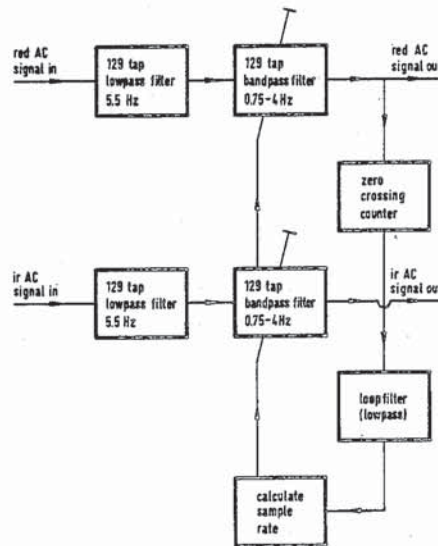 red AC
signal in
129 tap
lowpass filter
5.5 Hz
129 tap
bandpass filter
0.75-4Hz
red AC
signal out
zero
crossing
counter
ir AC
signal in
129 tap
lowpass filter
5.5 Hz
129 tap
bandpass filter
0.75-4Hz
ir AC
signal out
loop filter
(lowpass)
calculate
sample
rate